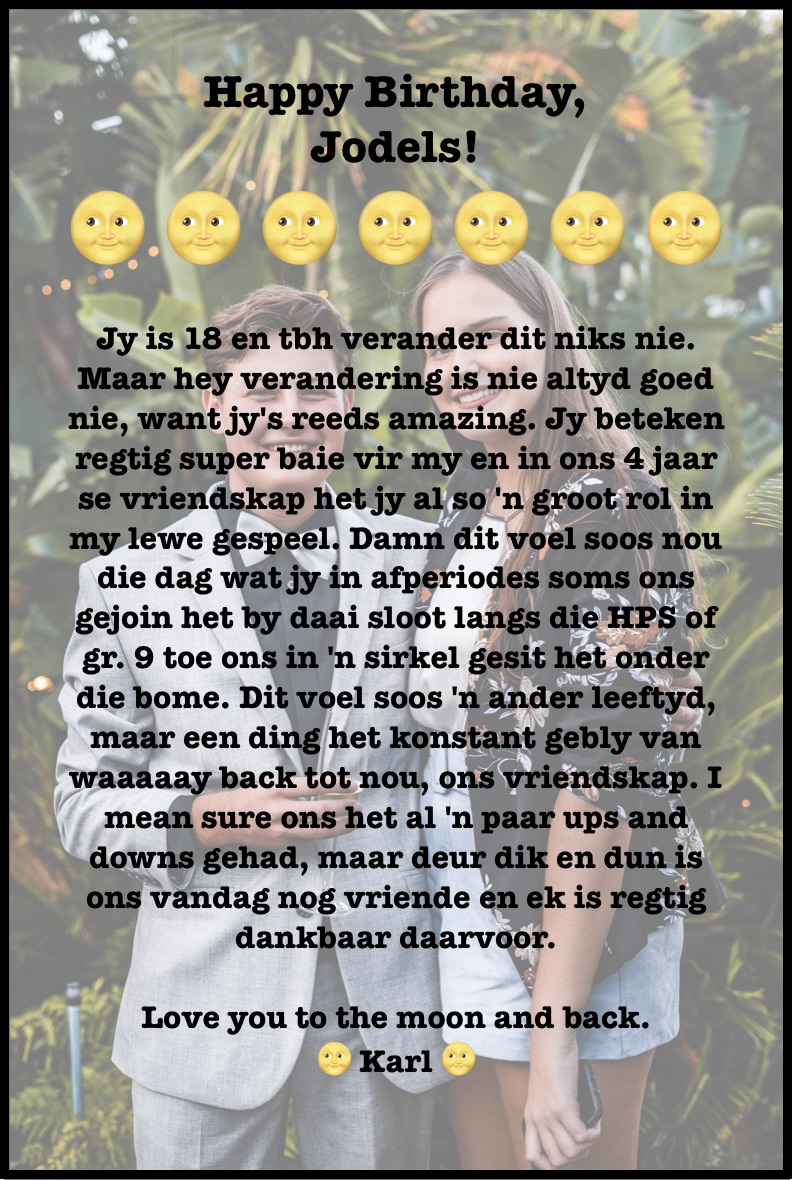 Happy Birthday,
Jodels!
🌝 🌝 🌝 🌝 🌝 🌝 🌝
Jy is 18 en tbh verander dit niks nie.
Maar hey verandering is nie altyd goed
nie, want jy's reeds amazing. Jy beteken
regtig super baie vir my en in ons 4 jaar
se vriendskap het jy al so 'n groot rol in
my lewe gespeel. Damn dit voel soos nou
die dag wat jy in afperiodes soms ons
gejoin het by daai sloot langs die HPS of
gr. 9 toe ons in 'n sirkel gesit het onder
die bome. Dit voel soos 'n ander leeftyd,
maar een ding het konstant gebly van
waaaaay back tot nou, ons vriendskap. I
mean sure ons het al 'n paar ups and
downs gehad, maar deur dik en dun is
ons vandag nog vriende en ek is regtig
dankbaar daarvoor.
Love you to the moon and back.
🌝 Karl 🌝